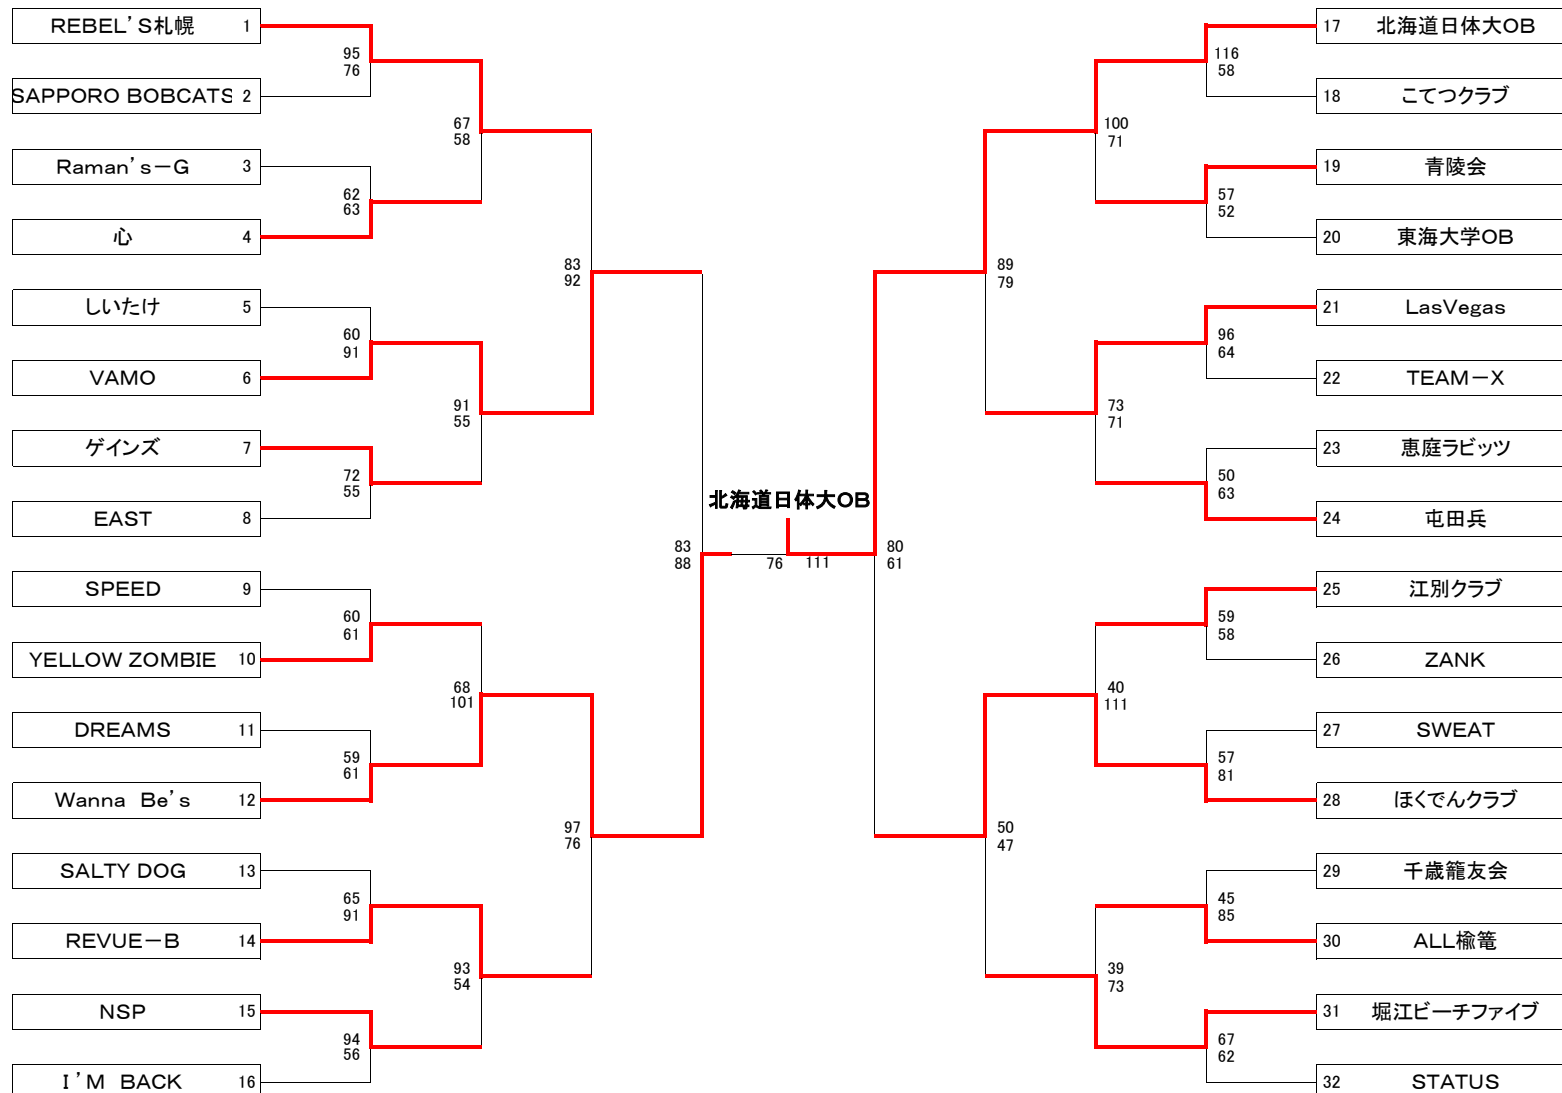 REBEL'S札幌 1
95
76
SAPPORO BOBCATS 2
67
58
Raman's－G 3
62
63
心 4
83
92
しいたけ 5
60
91
VAMO 6
91
55
ゲインズ 7
72
55
EAST 8
83
88
SPEED 9
60
61
YELLOW ZOMBIE 10
68
101
DREAMS 11
59
61
Wanna Be's 12
97
76
SALTY DOG 13
65
91
REVUE－B 14
93
54
NSP 15
94
56
I'M BACK 16
北海道日体大OB
76 111
17 北海道日体大OB
116
58
18 こてつクラブ
100
71
19 青陵会
57
52
20 東海大学OB
89
79
21 LasVegas
96
64
22 TEAM－X
73
71
23 恵庭ラビッツ
50
63
24 屯田兵
80
61
25 江別クラブ
59
58
26 ZANK
40
111
27 SWEAT
57
81
28 ほくでんクラブ
50
47
29 千歳籠友会
45
85
30 ALL楡篭
39
73
31 堀江ビーチファイブ
67
62
32 STATUS